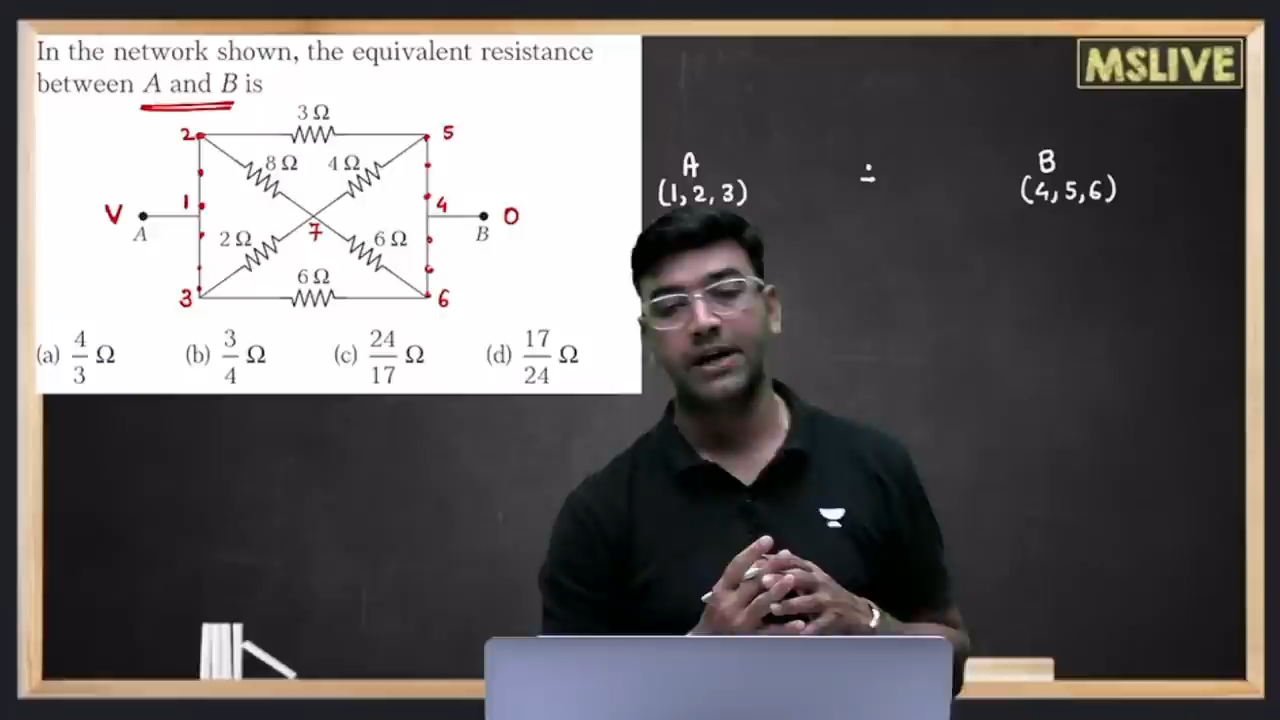 In the network shown, the equivalent resistance
between A and B is
MSLIVE
3 Ω
2 5
8 Ω 4 Ω
A B
(1, 2, 3) ÷ (4, 5, 6)
V 1 4 O
A 2 Ω 7 6 Ω B
6 Ω
3 6
(a) 4/3 Ω (b) 3/4 Ω (c) 24/17 Ω (d) 17/24 Ω